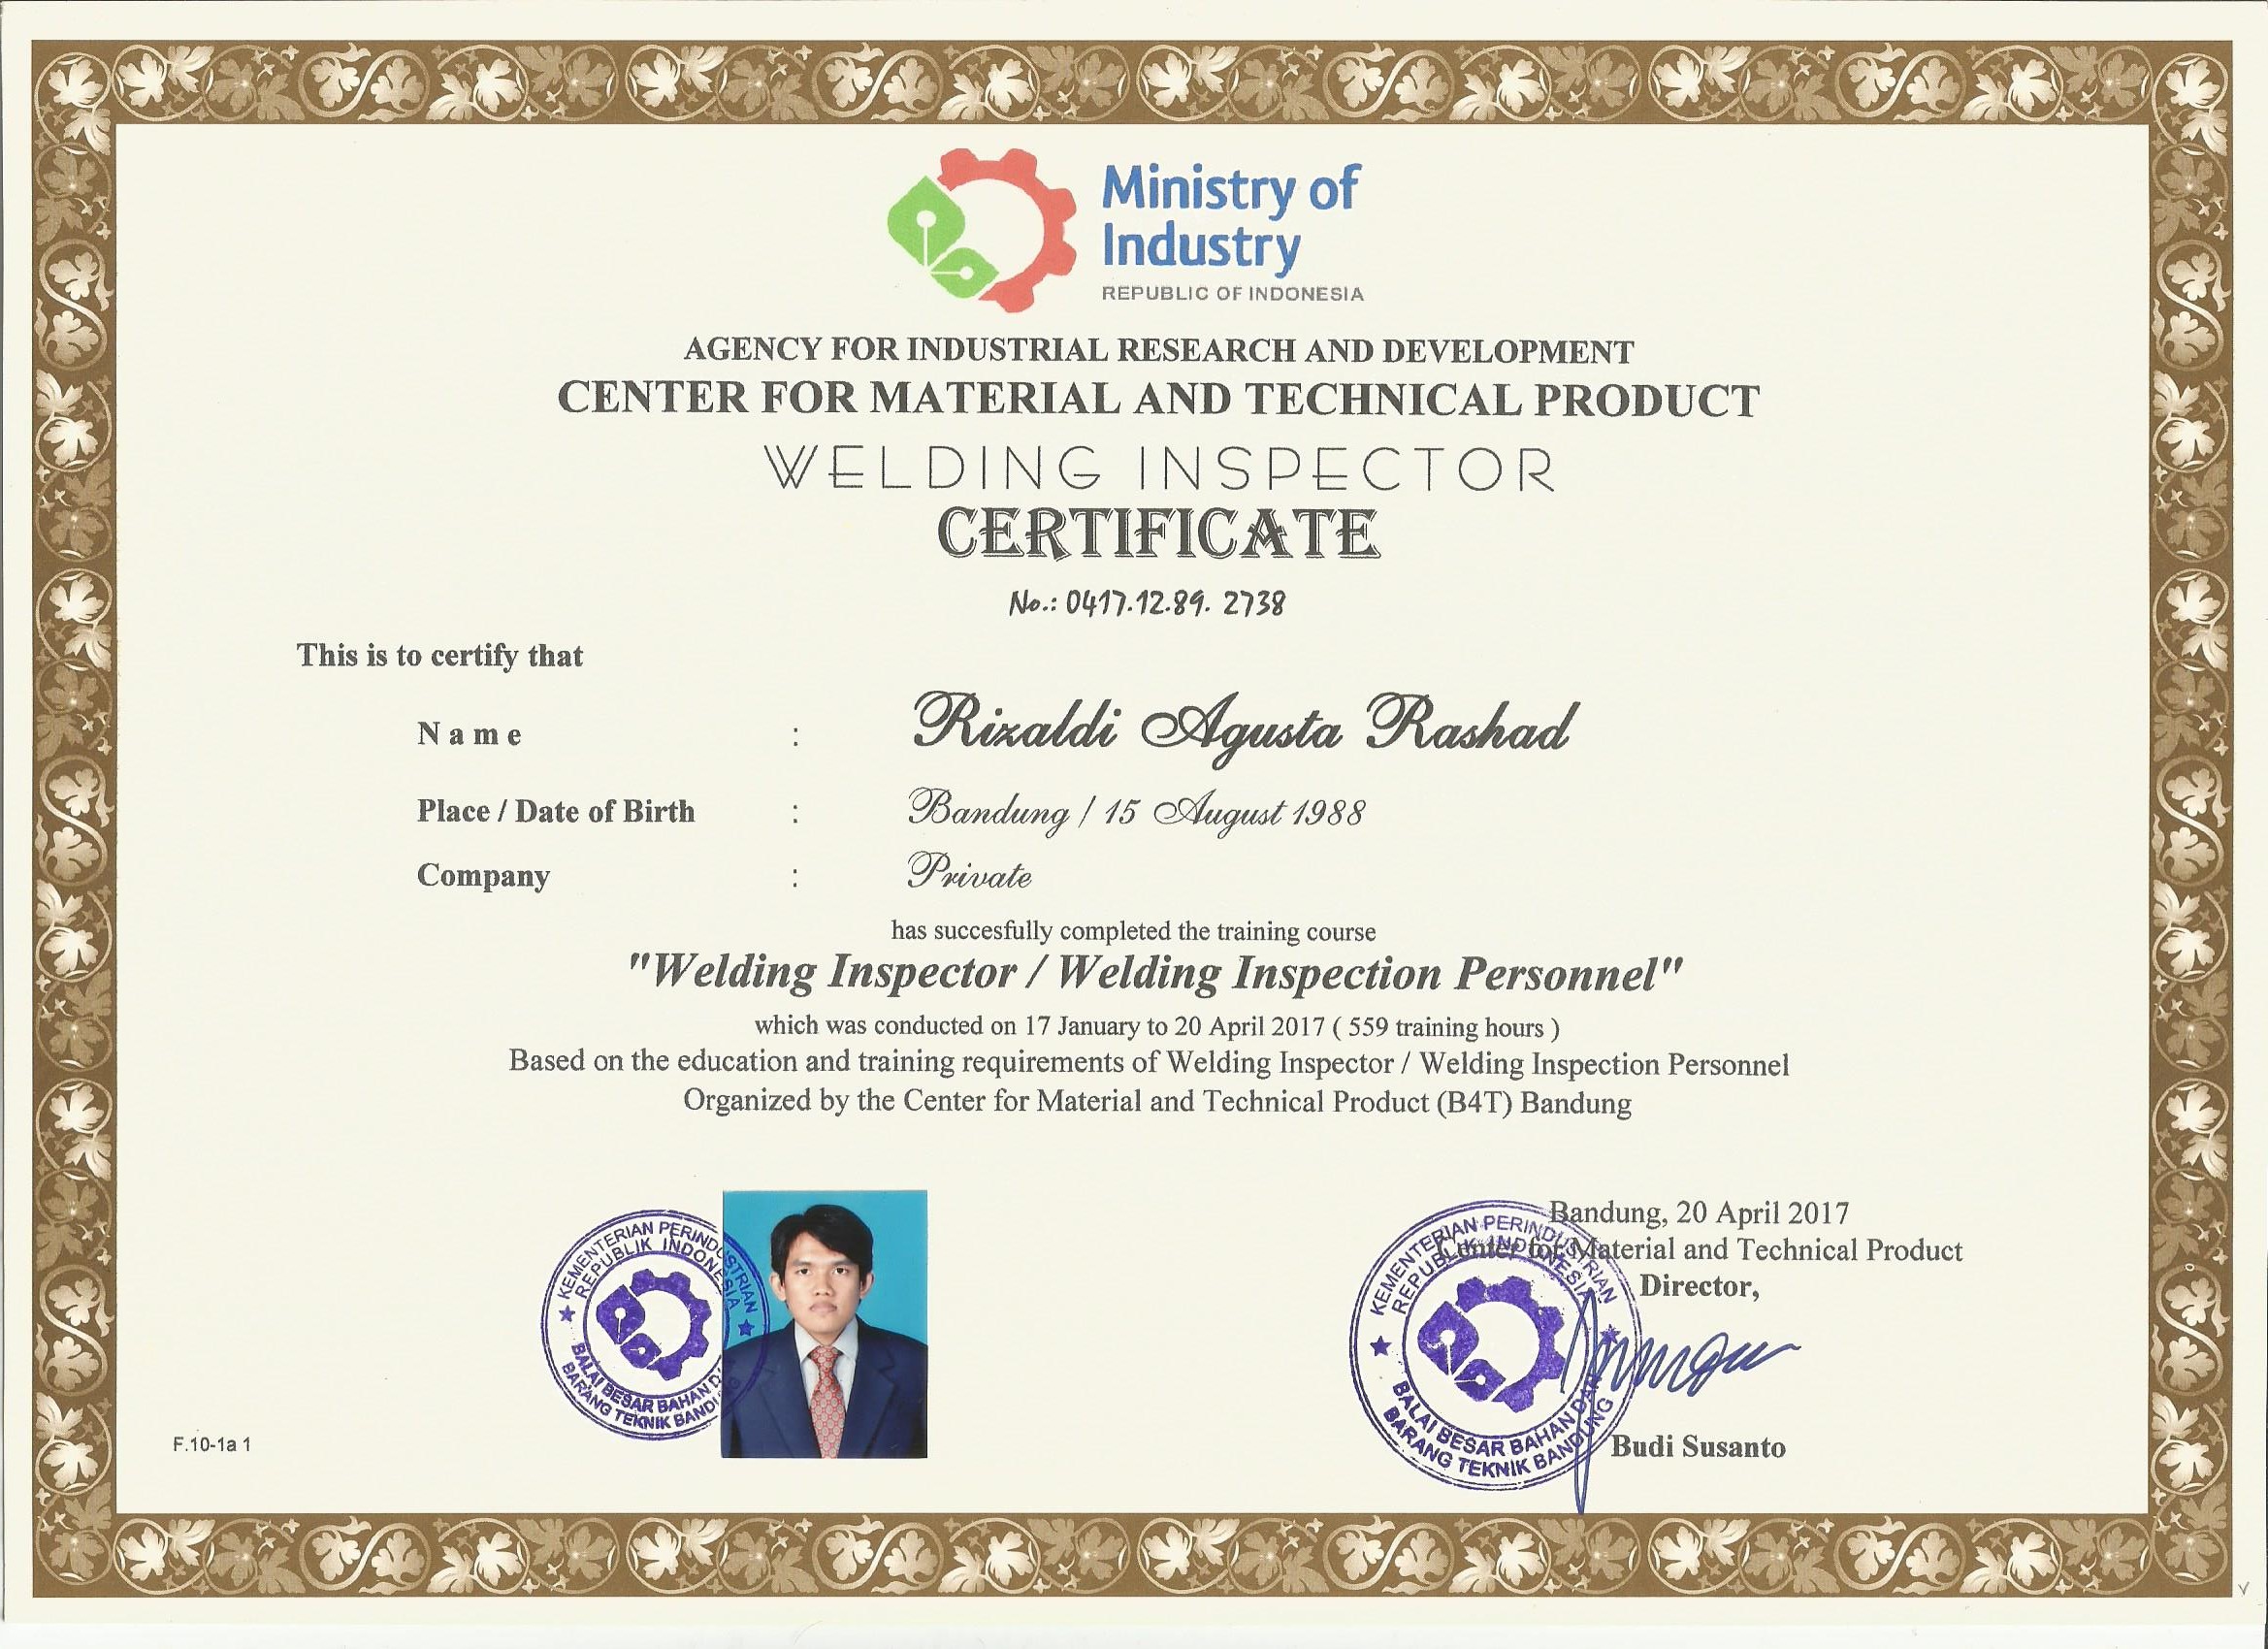 Ministry of
Industry
REPUBLIC OF INDONESIA
AGENCY FOR INDUSTRIAL RESEARCH AND DEVELOPMENT
CENTER FOR MATERIAL AND TECHNICAL PRODUCT
WELDING INSPECTOR
CERTIFICATE
No.: 0417.12.89. 2738
This is to certify that
Name : Rizaldi Agusta Rashad
Place / Date of Birth : Bandung / 15 August 1988
Company : Private
has succesfully completed the training course
"Welding Inspector / Welding Inspection Personnel"
which was conducted on 17 January to 20 April 2017 ( 559 training hours )
Based on the education and training requirements of Welding Inspector / Welding Inspection Personnel
Organized by the Center for Material and Technical Product (B4T) Bandung
KEMENTERIAN PERINDUSTRIAN
REPUBLIK INDONESIA
BALAI BESAR BAHAN DAN
BARANG TEKNIK BANDUNG
Bandung, 20 April 2017
Center for Material and Technical Product
Director,
KEMENTERIAN PERINDUSTRIAN
REPUBLIK INDONESIA
BALAI BESAR BAHAN DAN
BARANG TEKNIK BANDUNG
Budi Susanto
F.10-1a 1